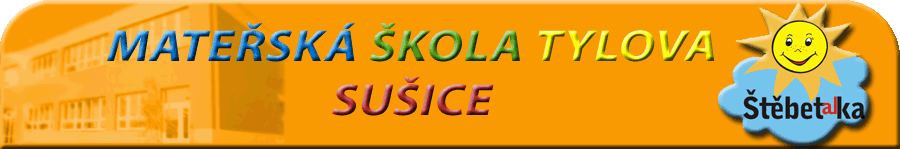 MATEŘSKÁ ŠKOLA TYLOVA
SUŠICE
Štěbetalka